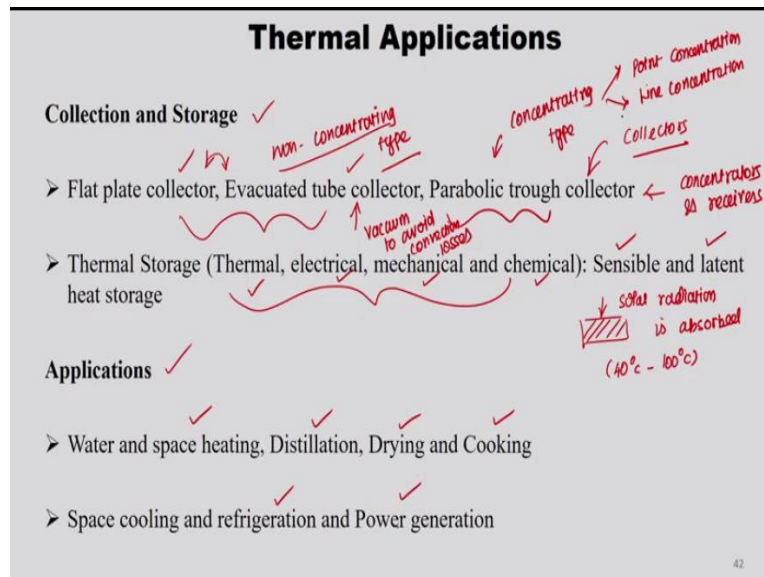 Thermal Applications
point concentration
line concentration
concentrating
type
Collection and Storage
non-concentrating
type
collectors
➤ Flat plate collector, Evacuated tube collector, Parabolic trough collector
concentrators
& receivers
vacuum
to avoid
convection
losses
➤ Thermal Storage (Thermal, electrical, mechanical and chemical): Sensible and latent
heat storage
solar radiation
is absorbed
(40°c - 100°c)
Applications
➤ Water and space heating, Distillation, Drying and Cooking
➤ Space cooling and refrigeration and Power generation
42